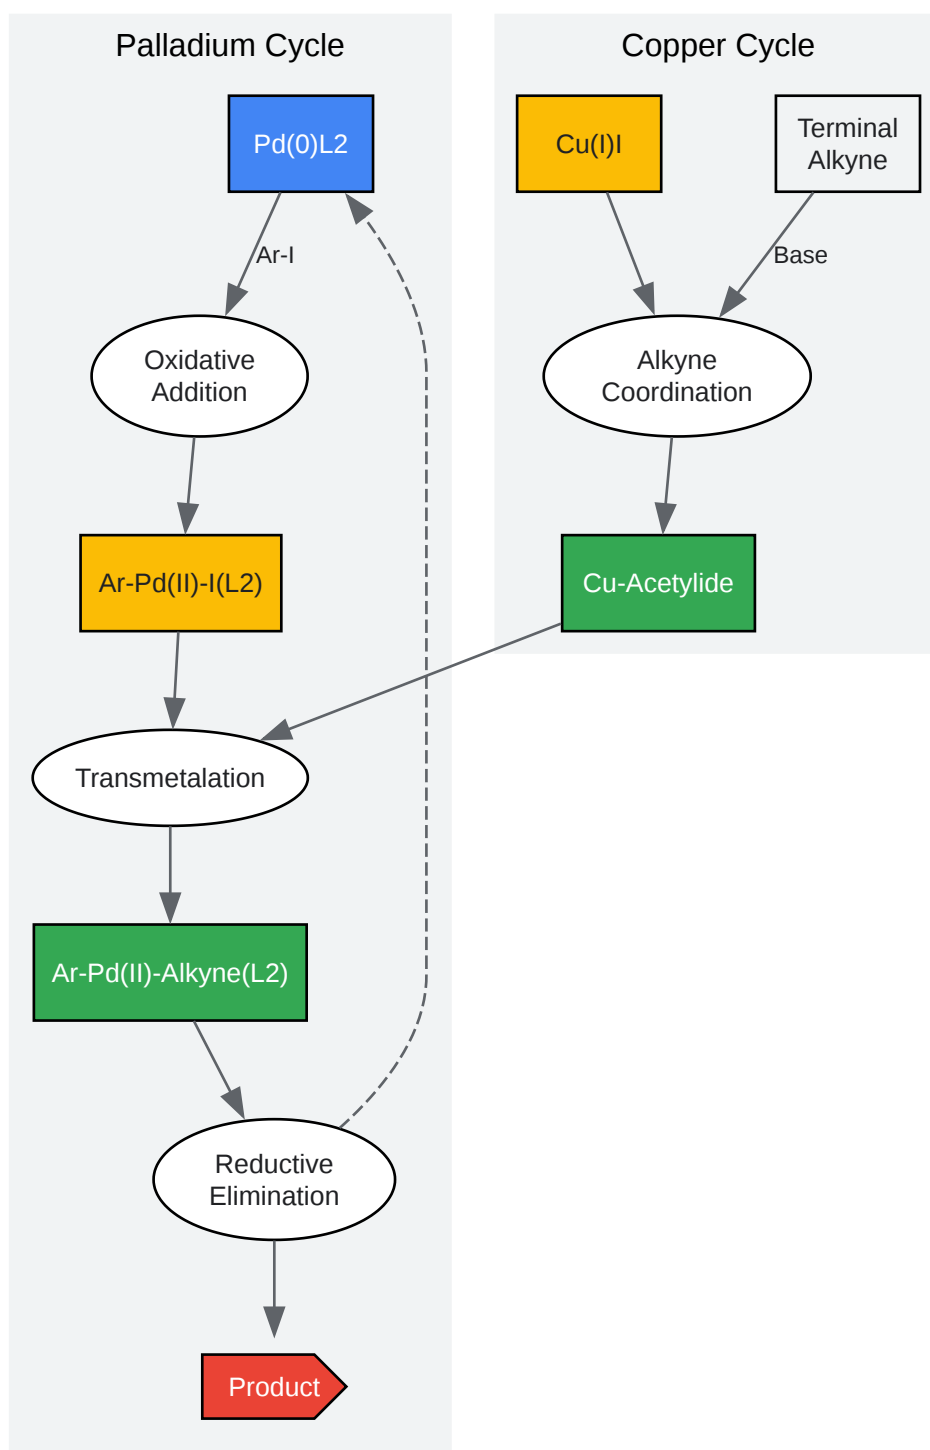 Palladium Cycle
Pd(0)L2
Ar-I
Oxidative
Addition
Ar-Pd(II)-I(L2)
Transmetalation
Ar-Pd(II)-Alkyne(L2)
Reductive
Elimination
Product
Copper Cycle
Cu(I)I
Terminal
Alkyne
Base
Alkyne
Coordination
Cu-Acetylide